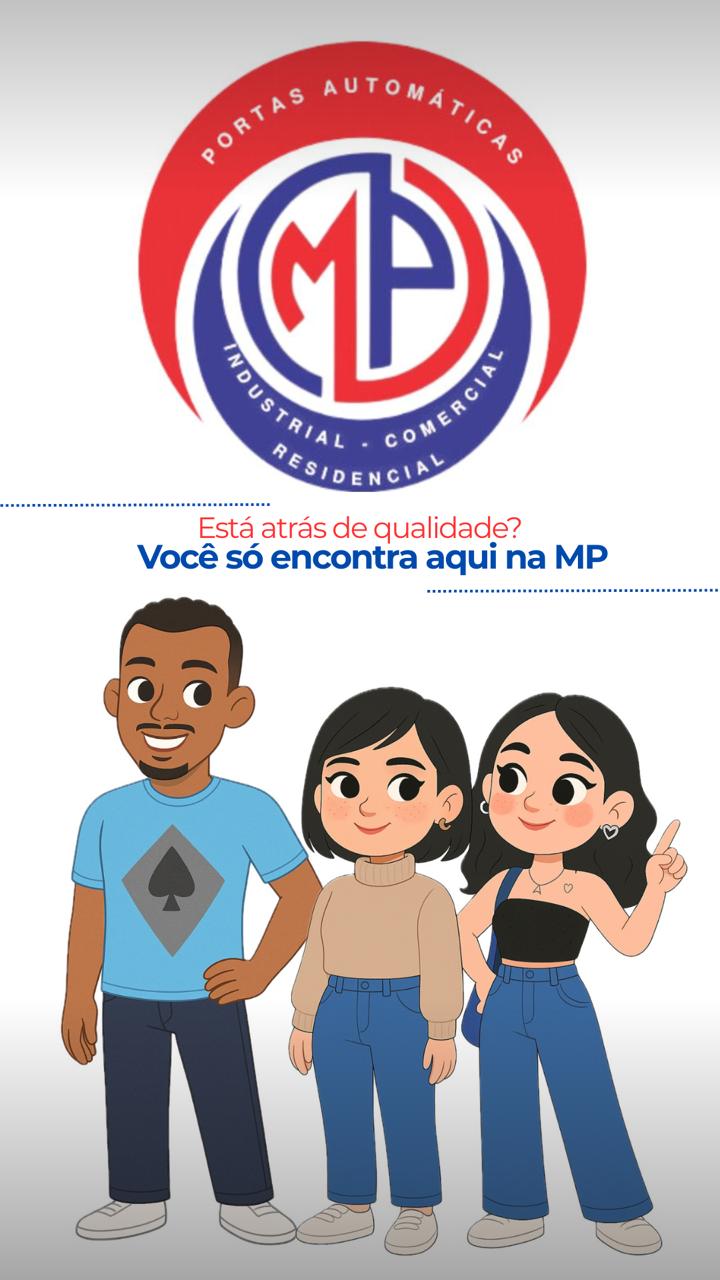 PORTAS AUTOMÁTICAS
MP
INDUSTRIAL - COMERCIAL
RESIDENCIAL
Está atrás de qualidade?
Você só encontra aqui na MP
A